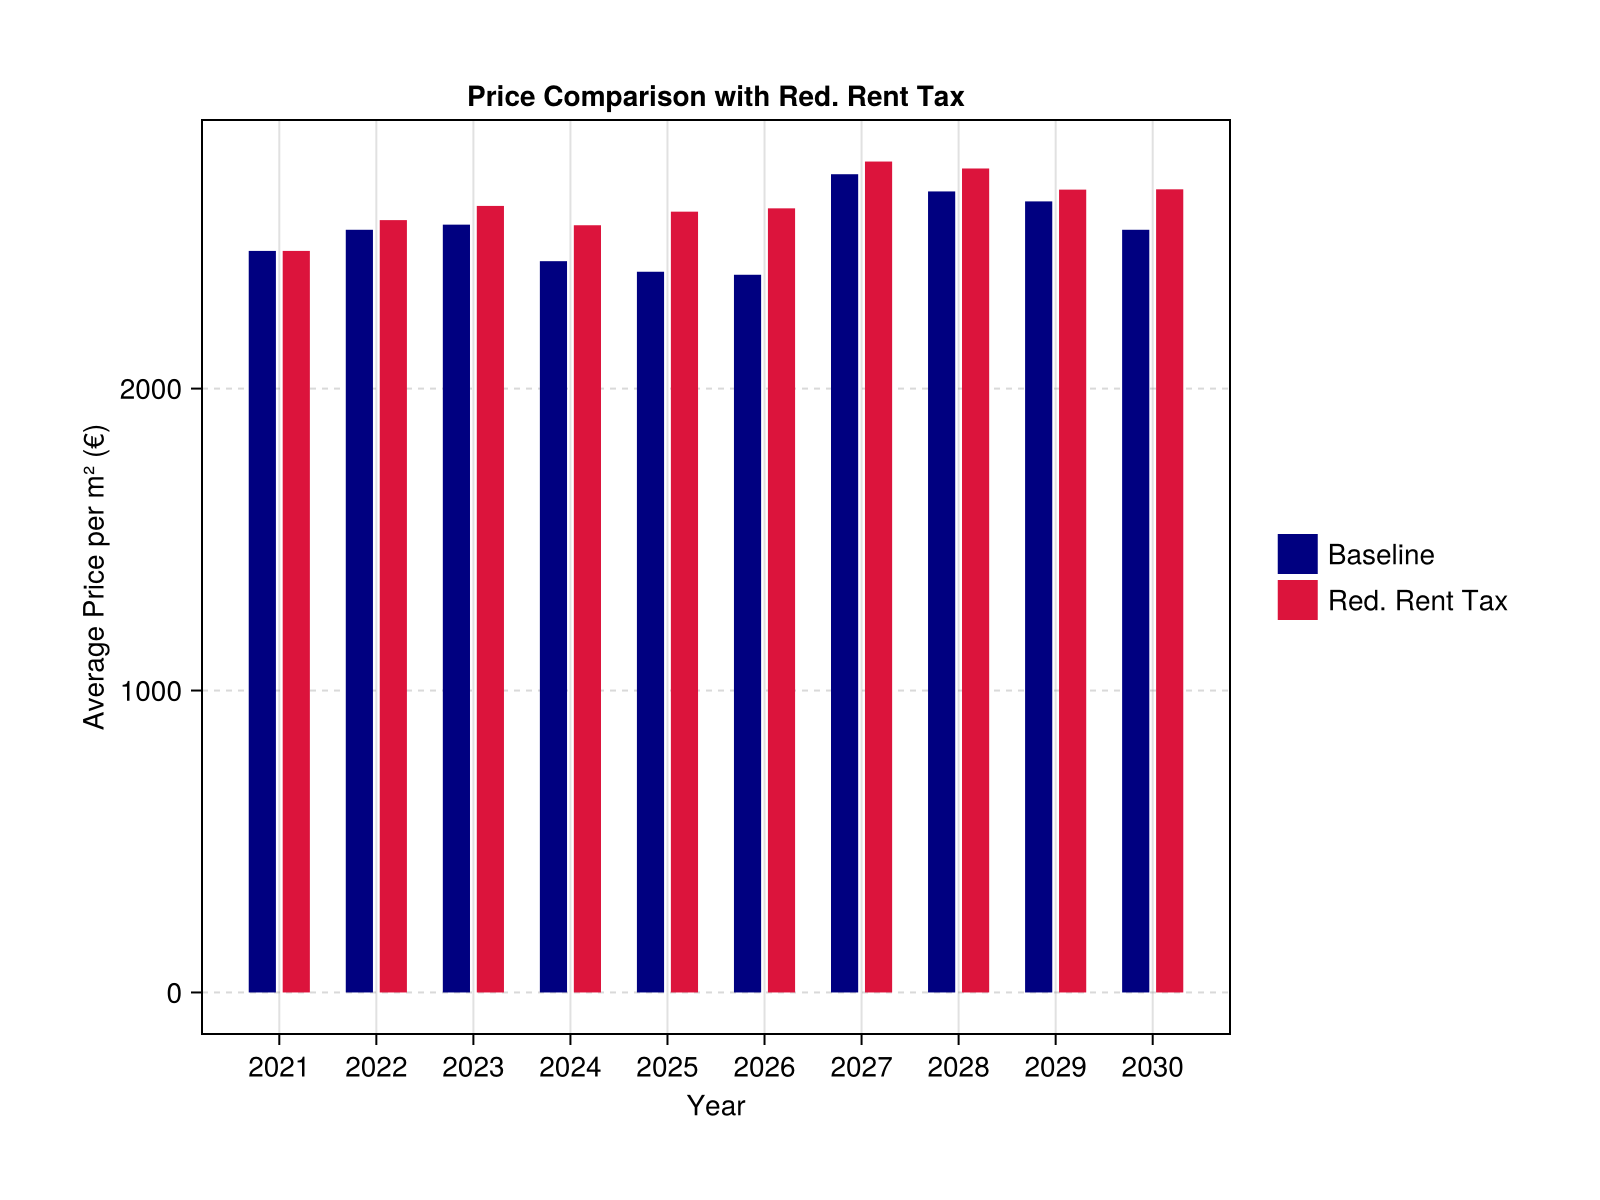 Price Comparison with Red. Rent Tax
Average Price per m² (€)
2000
1000
0
2021 2022 2023 2024 2025 2026 2027 2028 2029 2030
Year
Baseline
Red. Rent Tax